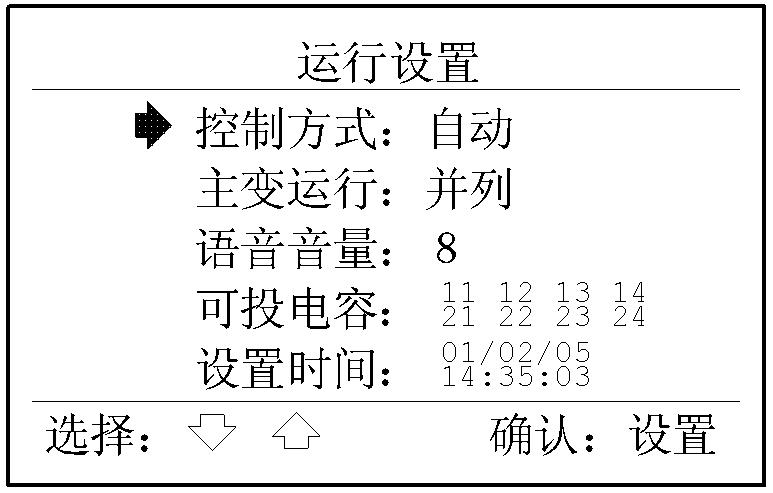 运行设置
控制方式：自动
主变运行：并列
语音音量：8
可投电容：11 12 13 14
21 22 23 24
设置时间：01/02/05
14:35:03
选择： 确认：设置